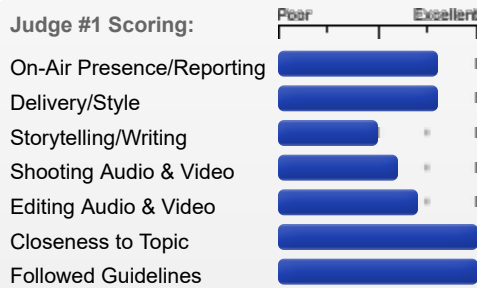 Poor Excellent
Judge #1 Scoring:
On-Air Presence/Reporting
Delivery/Style
Storytelling/Writing
Shooting Audio & Video
Editing Audio & Video
Closeness to Topic
Followed Guidelines